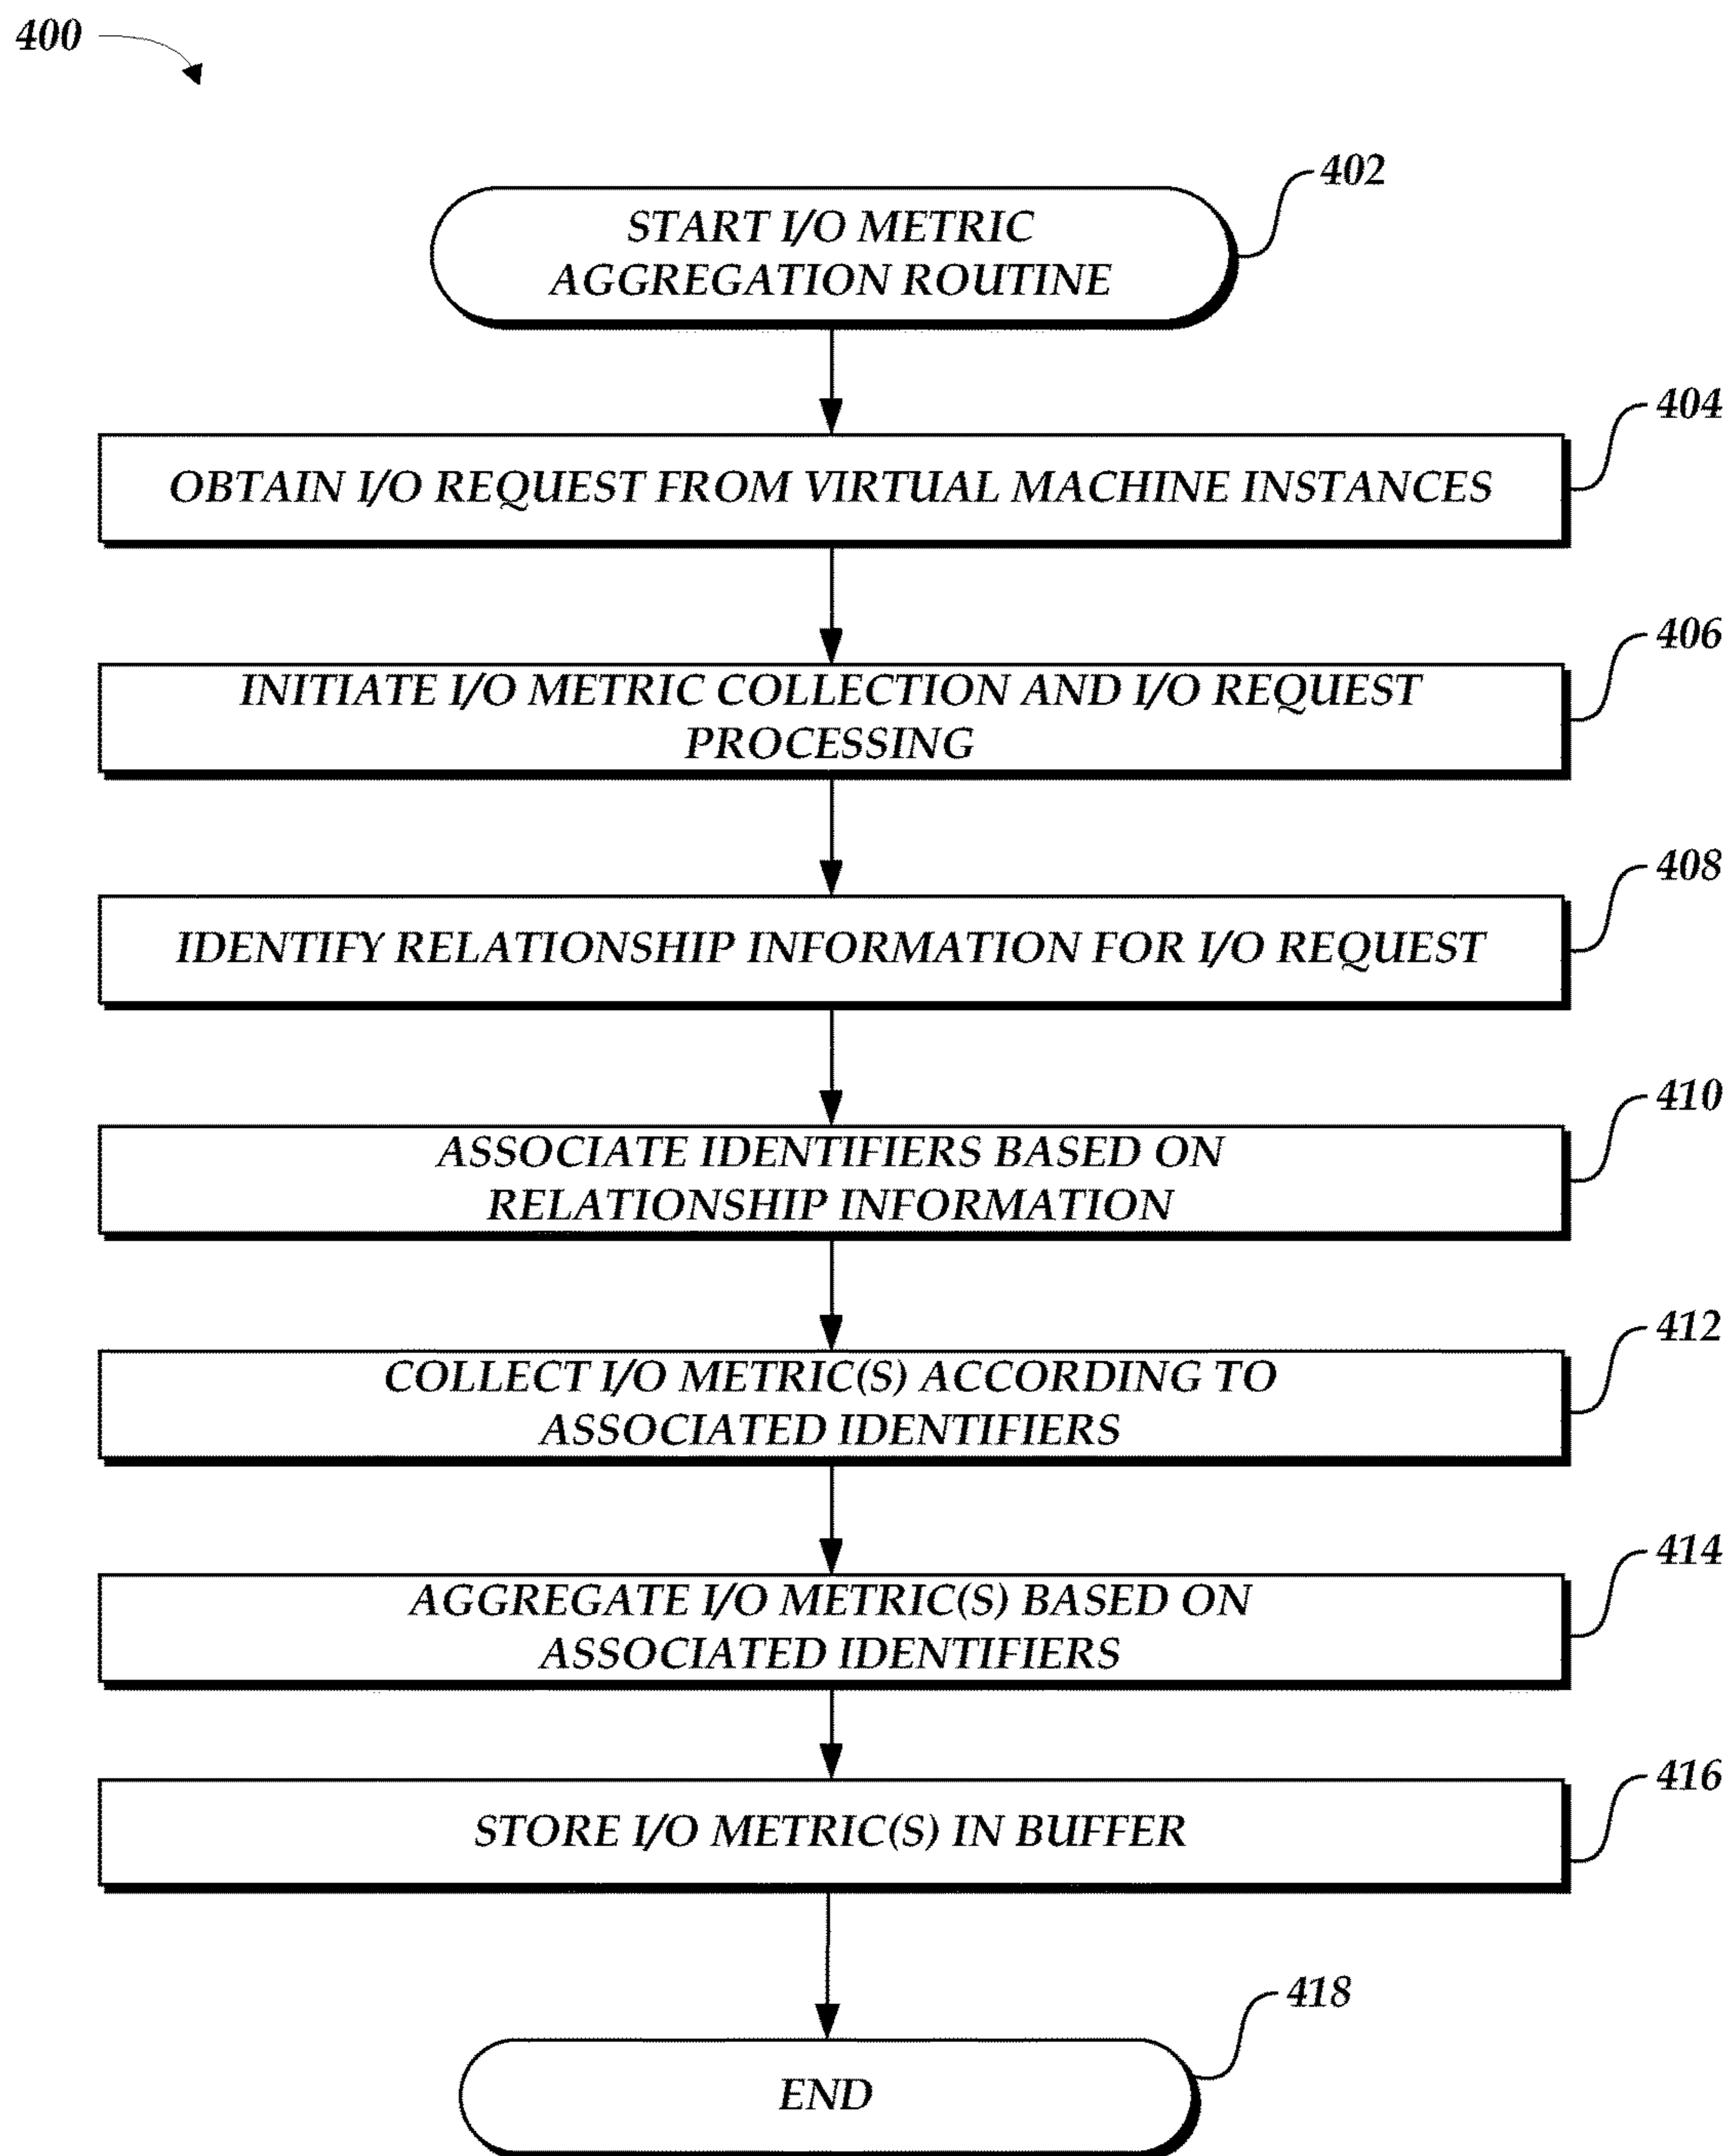 400
402
START I/O METRIC
AGGREGATION ROUTINE
404
OBTAIN I/O REQUEST FROM VIRTUAL MACHINE INSTANCES
406
INITIATE I/O METRIC COLLECTION AND I/O REQUEST
PROCESSING
408
IDENTIFY RELATIONSHIP INFORMATION FOR I/O REQUEST
410
ASSOCIATE IDENTIFIERS BASED ON
RELATIONSHIP INFORMATION
412
COLLECT I/O METRIC(S) ACCORDING TO
ASSOCIATED IDENTIFIERS
414
AGGREGATE I/O METRIC(S) BASED ON
ASSOCIATED IDENTIFIERS
416
STORE I/O METRIC(S) IN BUFFER
418
END